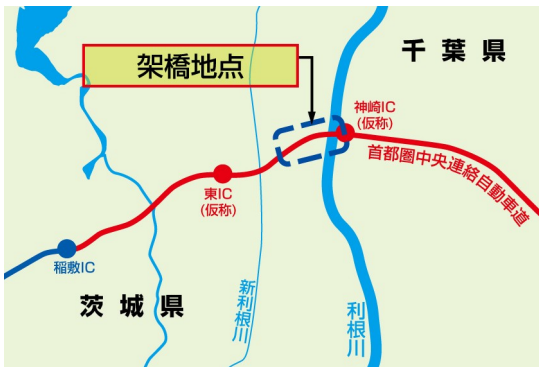 千葉県
架橋地点
神崎IC
(仮称)
首都圏中央連絡自動車道
東IC
(仮称)
稲敷IC
茨城県
新利根川
利根川